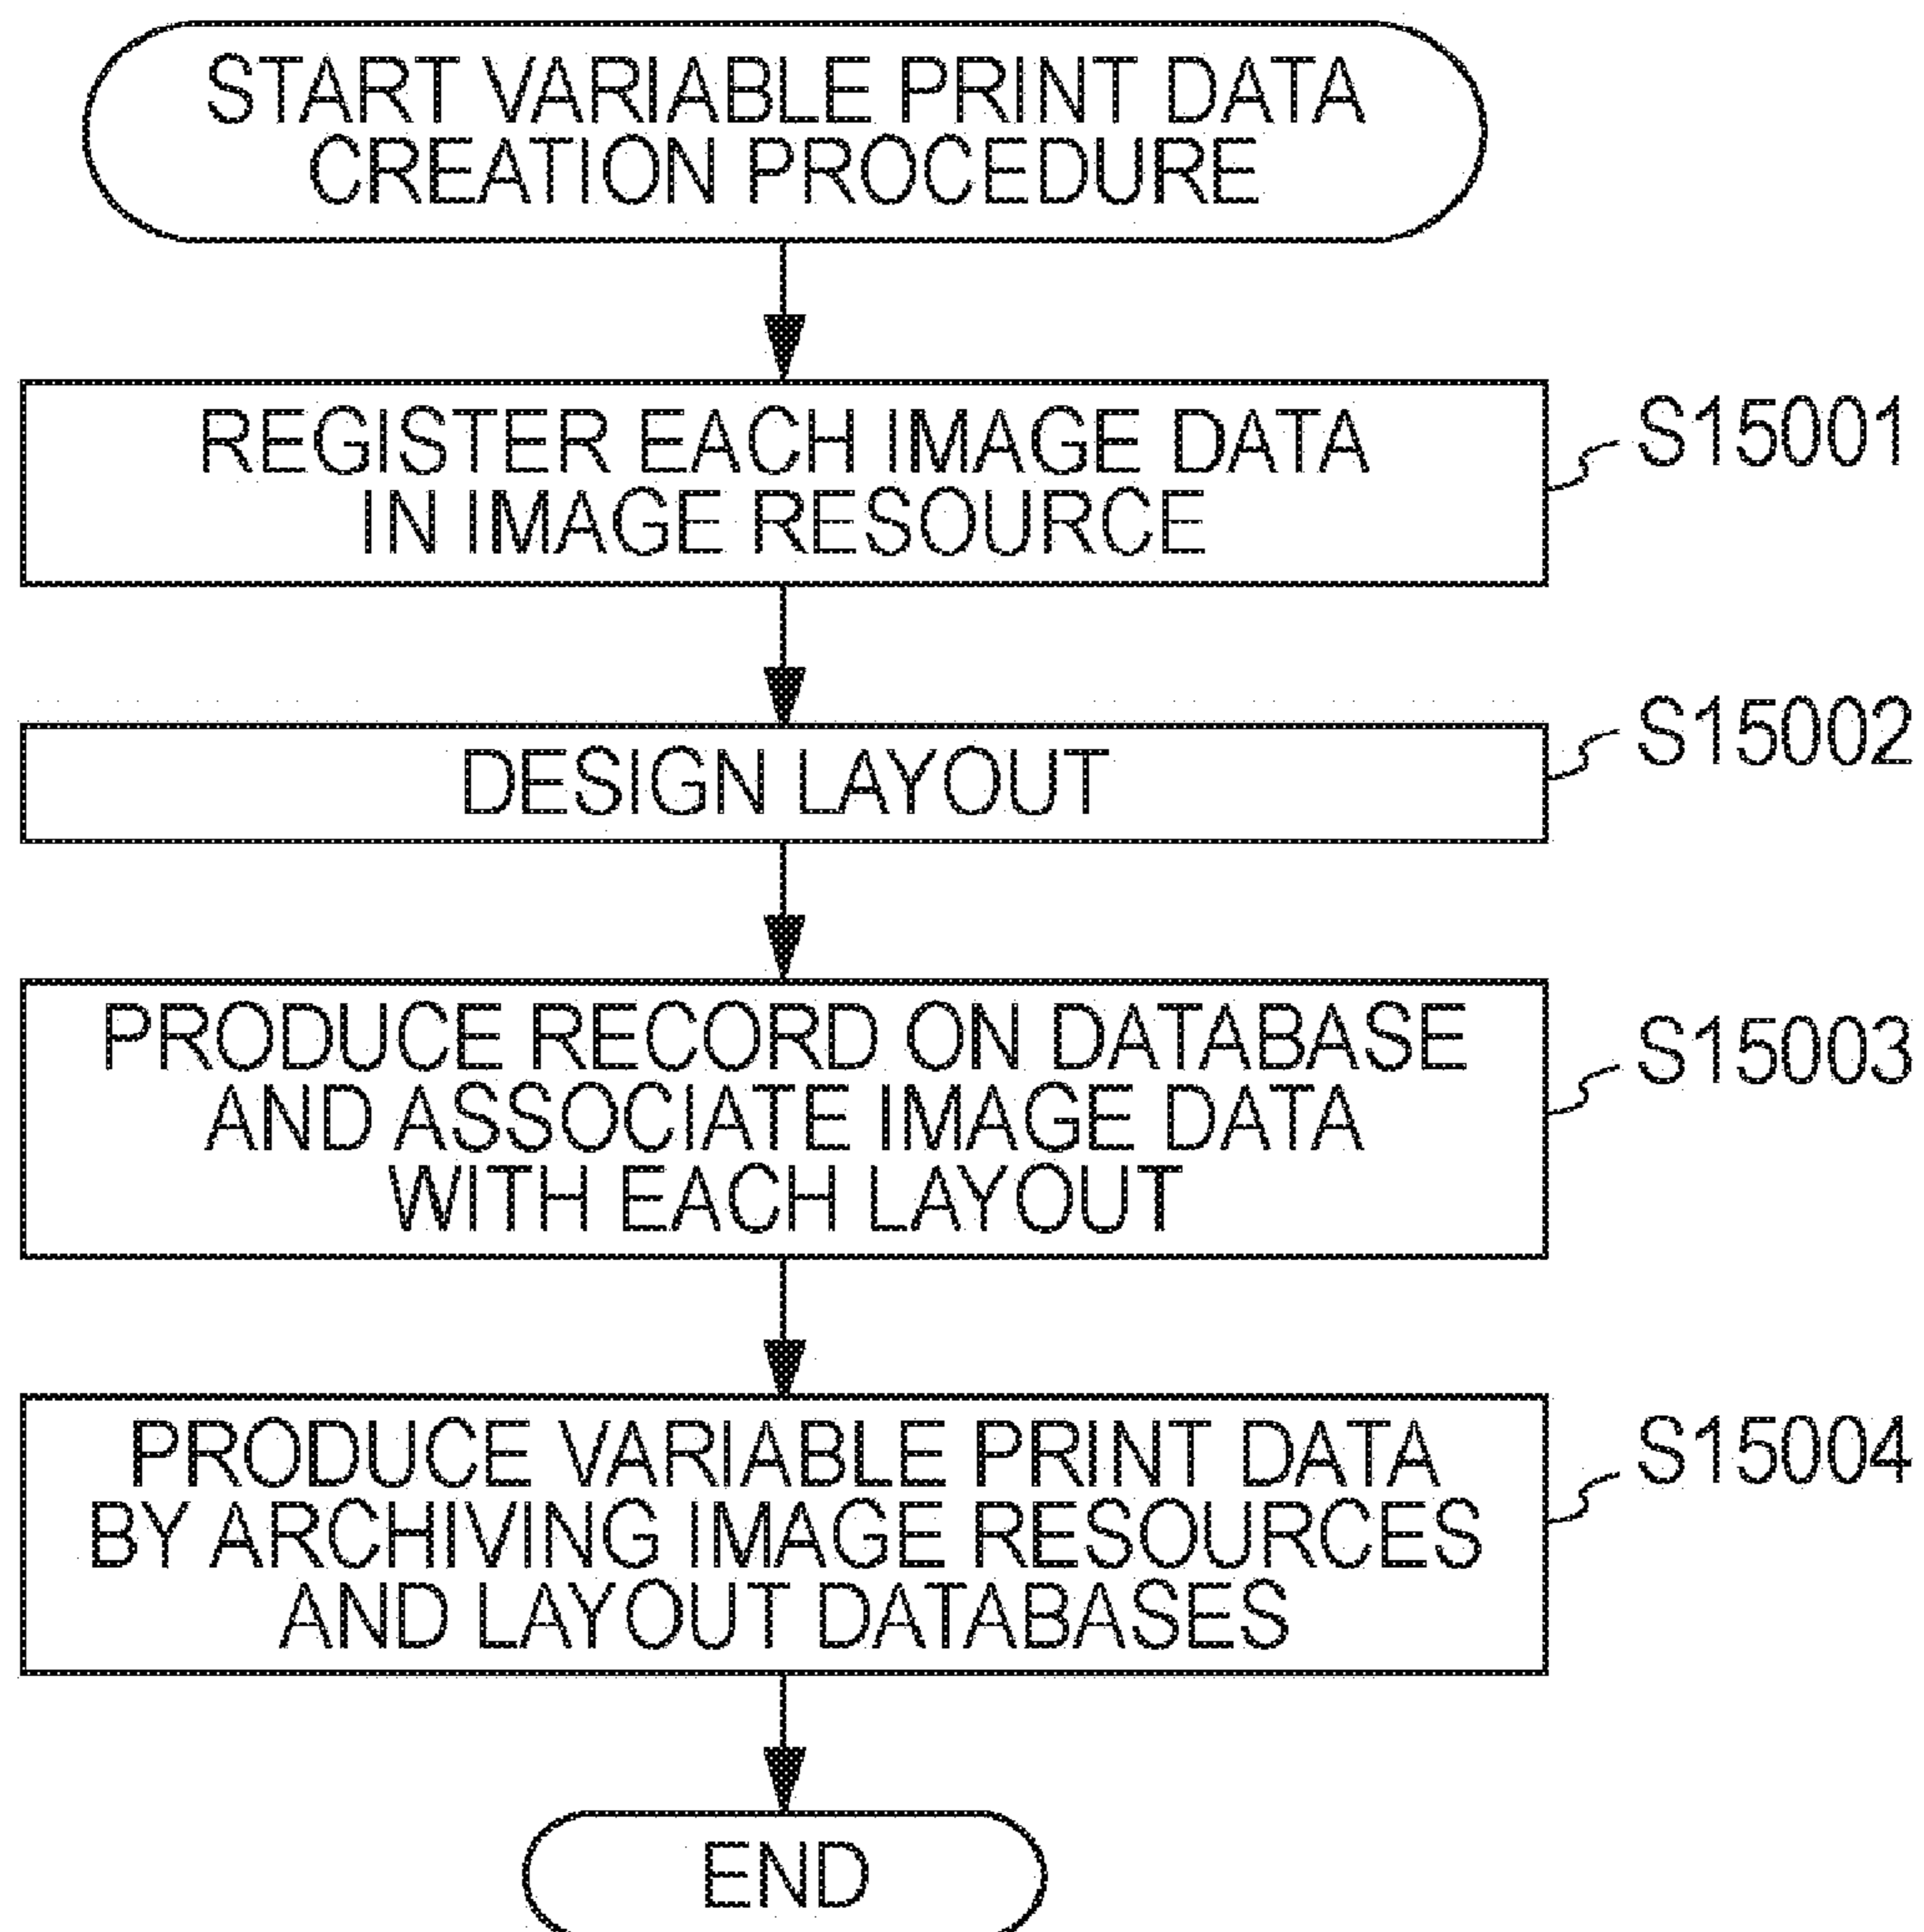 START VARIABLE PRINT DATA
CREATION PROCEDURE
REGISTER EACH IMAGE DATA
IN IMAGE RESOURCE
S15001
DESIGN LAYOUT
S15002
PRODUCE RECORD ON DATABASE
AND ASSOCIATE IMAGE DATA
WITH EACH LAYOUT
S15003
PRODUCE VARIABLE PRINT DATA
BY ARCHIVING IMAGE RESOURCES
AND LAYOUT DATABASES
S15004
END